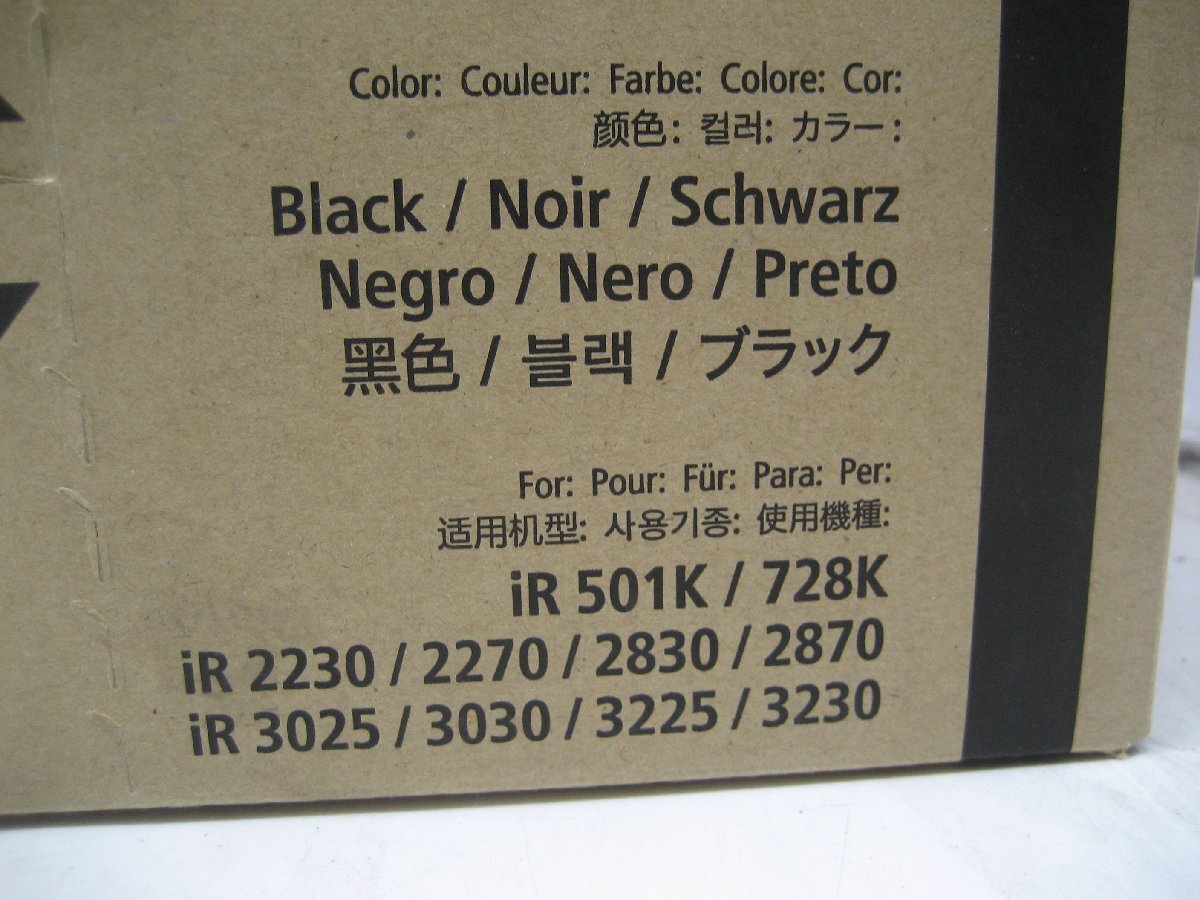 Color: Couleur: Farbe: Colore: Cor:
颜色: 컬러: カラー:
Black / Noir / Schwarz
Negro / Nero / Preto
黑色 / 블랙 / ブラック
For: Pour: Für: Para: Per:
适用机型: 사용기종: 使用機種:
iR 501K / 728K
iR 2230 / 2270 / 2830 / 2870
iR 3025 / 3030 / 3225 / 3230